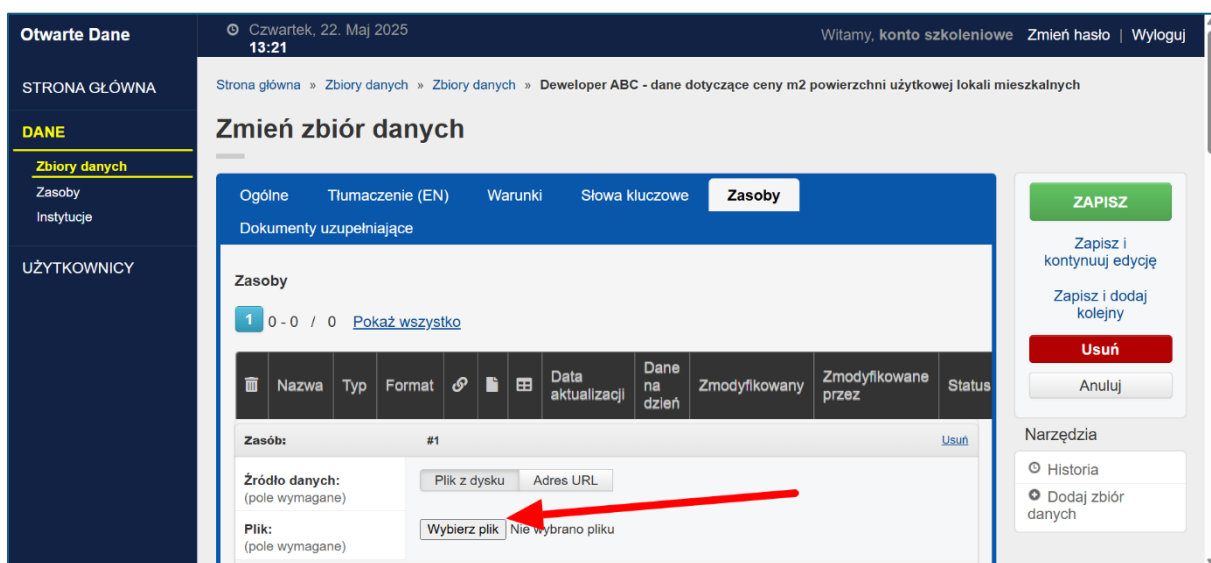 Otwarte Dane
Czwartek, 22. Maj 2025
13:21
Witamy, konto szkoleniowe Zmień hasło | Wyloguj
STRONA GŁÓWNA
DANE
Zbiory danych
Zasoby
Instytucje
UŻYTKOWNICY
Strona główna » Zbiory danych » Zbiory danych » Deweloper ABC - dane dotyczące ceny m2 powierzchni użytkowej lokali mieszkalnych
Zmień zbiór danych
Ogólne Tłumaczenie (EN) Warunki Słowa kluczowe Zasoby
Dokumenty uzupełniające
Zasoby
1 0 - 0 / 0 Pokaż wszystko
Nazwa Typ Format Data aktualizacji Dane na dzień Zmodyfikowany Zmodyfikowane przez Status
Zasób: #1 Usuń
Źródło danych: Plik z dysku Adres URL
(pole wymagane)
Plik: Wybierz plik Nie wybrano pliku
(pole wymagane)
ZAPISZ
Zapisz i
kontynuuj edycję
Zapisz i dodaj
kolejny
Usuń
Anuluj
Narzędzia
Historia
Dodaj zbiór
danych